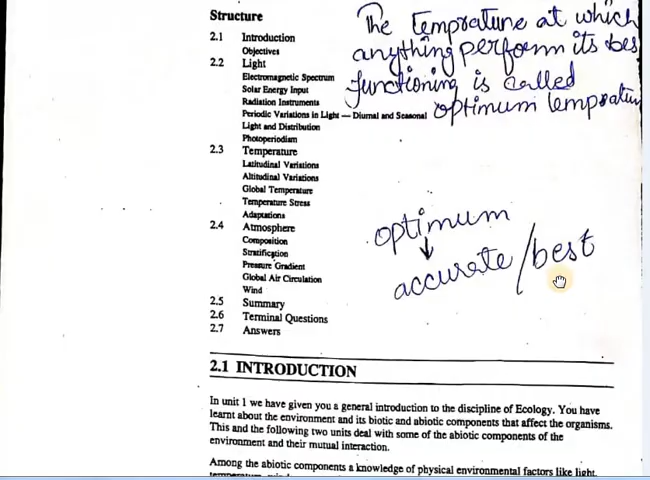 Structure
2.1 Introduction
Objectives
2.2 Light
Electromagnetic Spectrum
Solar Energy Input
Radiation Instruments
Periodic Variations in Light — Diurnal and Seasonal
Light and Distribution
Photoperiodism
2.3 Temperature
Latitudinal Variations
Altitudinal Variations
Global Temperature
Temperature Stress
Adaptations
2.4 Atmosphere
Composition
Stratification
Pressure Gradient
Global Air Circulation
Wind
2.5 Summary
2.6 Terminal Questions
2.7 Answers
The temprature at which
anything perform its bes
functioning is called
optimum tempratur
optimum
accurate/best
2.1 INTRODUCTION
In unit 1 we have given you a general introduction to the discipline of Ecology. You have
learnt about the environment and its biotic and abiotic components that affect the organisms.
This and the following two units deal with some of the abiotic components of the
environment and their mutual interaction.
Among the abiotic components a knowledge of physical environmental factors like light,